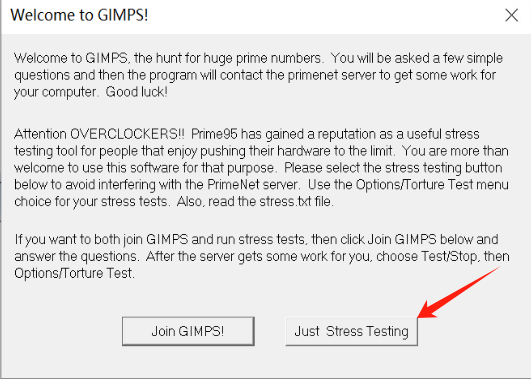 Welcome to GIMPS!
Welcome to GIMPS, the hunt for huge prime numbers. You will be asked a few simple
questions and then the program will contact the primenet server to get some work for
your computer. Good luck!
Attention OVERCLOCKERS!! Prime95 has gained a reputation as a useful stress
testing tool for people that enjoy pushing their hardware to the limit. You are more than
welcome to use this software for that purpose. Please select the stress testing button
below to avoid interfering with the PrimeNet server. Use the Options/Torture Test menu
choice for your stress tests. Also, read the stress.txt file.
If you want to both join GIMPS and run stress tests, then click Join GIMPS below and
answer the questions. After the server gets some work for you, choose Test/Stop, then
Options/Torture Test.
Join GIMPS!
Just Stress Testing